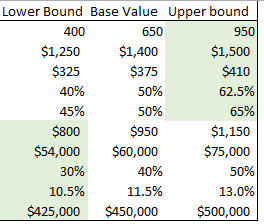 Lower Bound Base Value Upper bound
400 650 950
$1,250 $1,400 $1,500
$325 $375 $410
40% 50% 62.5%
45% 50% 65%
$800 $950 $1,150
$54,000 $60,000 $75,000
30% 40% 50%
10.5% 11.5% 13.0%
$425,000 $450,000 $500,000